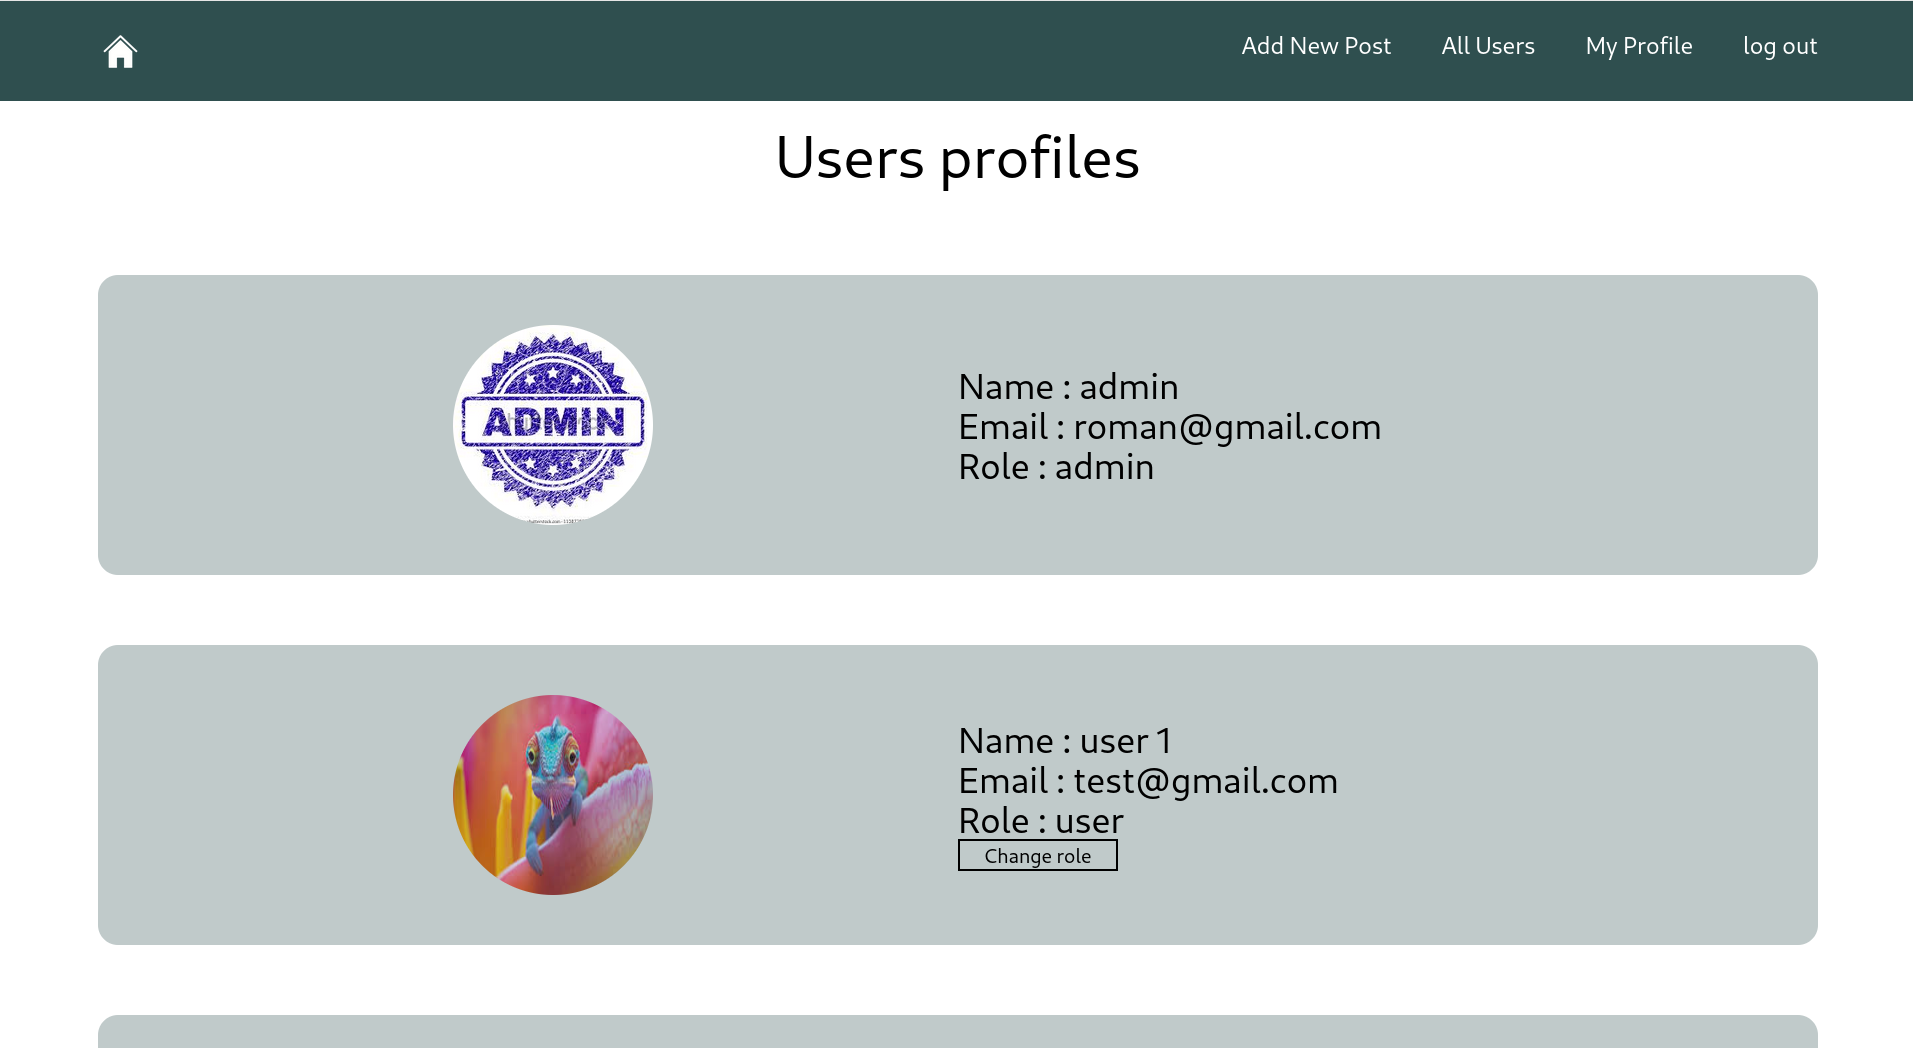 Add New Post All Users My Profile log out
Users profiles
ADMIN
Name : admin
Email : roman@gmail.com
Role : admin
Name : user 1
Email : test@gmail.com
Role : user
Change role